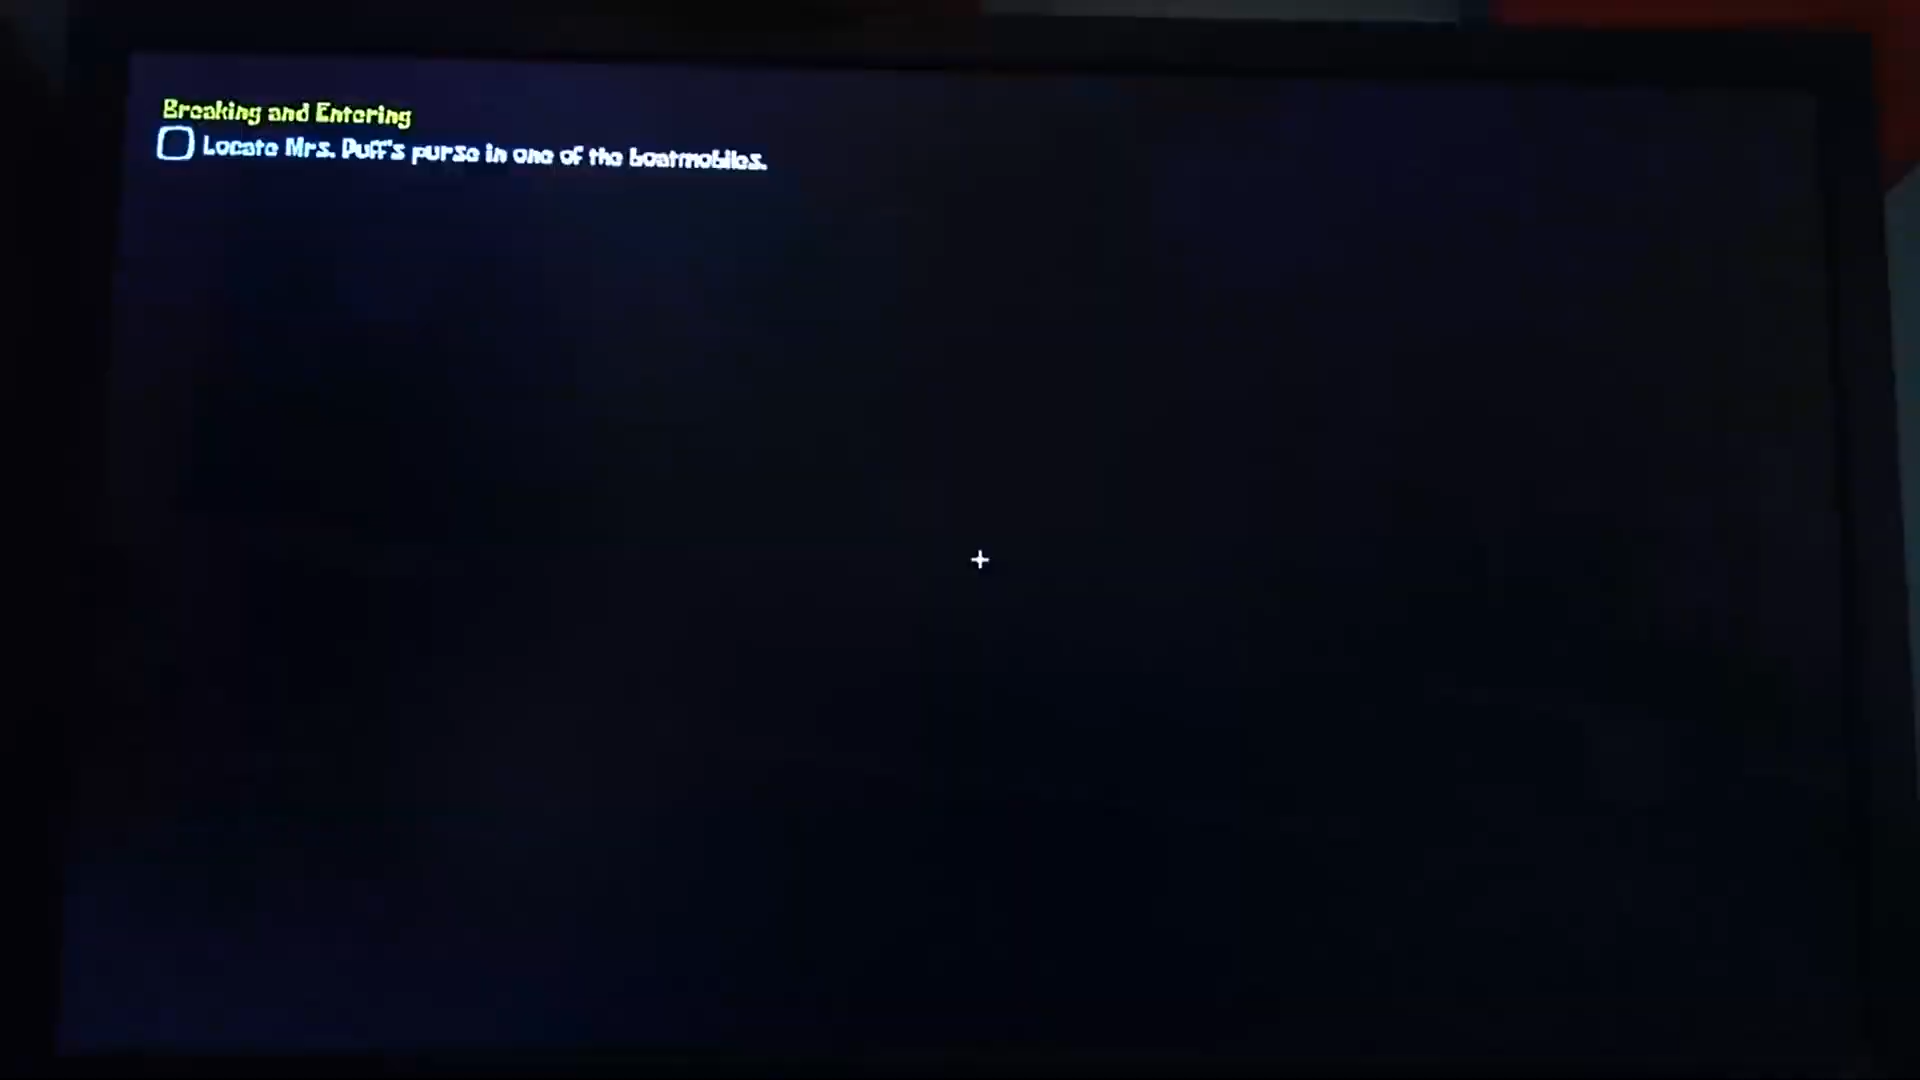 Breaking and Entering
Locate Mrs. Puff's purse in one of the boatmobiles.